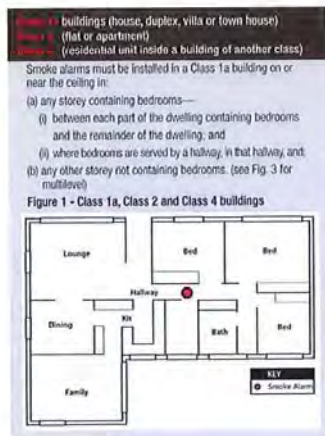 buildings (house, duplex, villa or town house)
(flat or apartment)
(residential unit inside a building of another class)
Smoke alarms must be installed in a Class 1a building on or
near the ceiling in:
(a) any storey containing bedrooms—
(i) between each part of the dwelling containing bedrooms
and the remainder of the dwelling; and
(ii) where bedrooms are served by a hallway, in that hallway, and;
(b) any other storey not containing bedrooms. (see Fig. 3 for
multilevel)
Figure 1 - Class 1a, Class 2 and Class 4 buildings
Lounge
Bed
Bed
Hallway
Dining
Kit
Bath
Bed
Family
KEY
Smoke Alarm